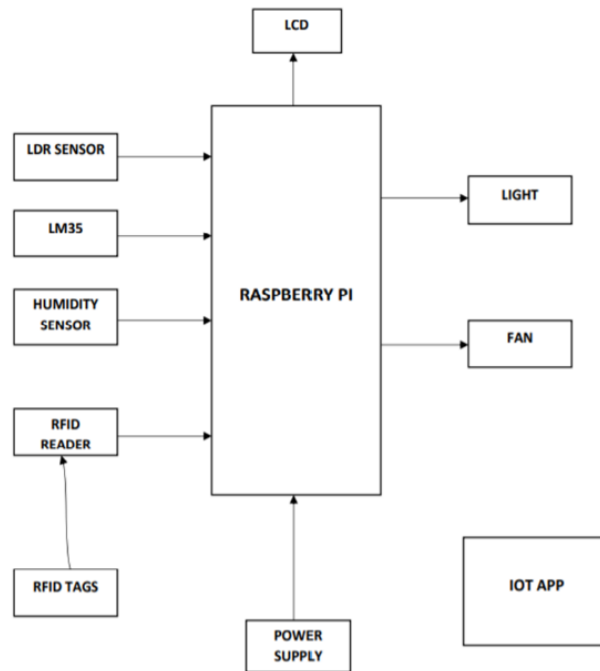 LCD
LDR SENSOR
LM35
HUMIDITY
SENSOR
RFID
READER
RFID TAGS
RASPBERRY PI
LIGHT
FAN
POWER
SUPPLY
IOT APP